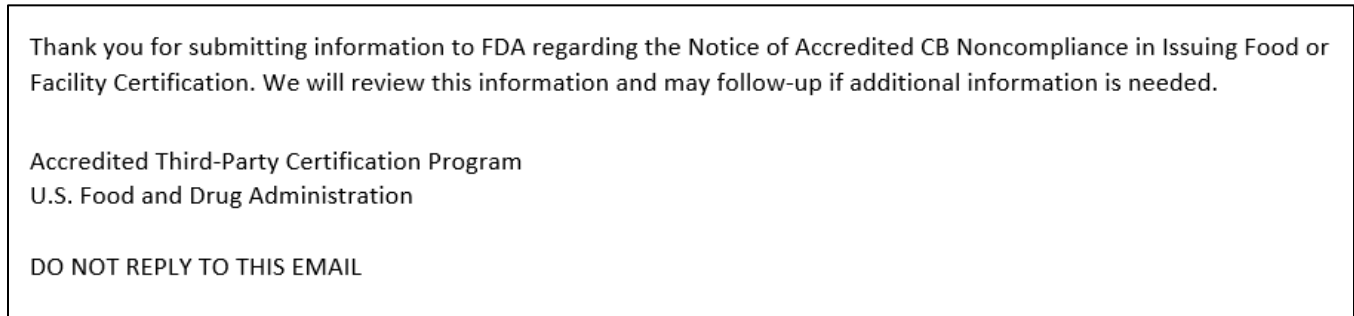 Thank you for submitting information to FDA regarding the Notice of Accredited CB Noncompliance in Issuing Food or
Facility Certification. We will review this information and may follow-up if additional information is needed.
Accredited Third-Party Certification Program
U.S. Food and Drug Administration
DO NOT REPLY TO THIS EMAIL